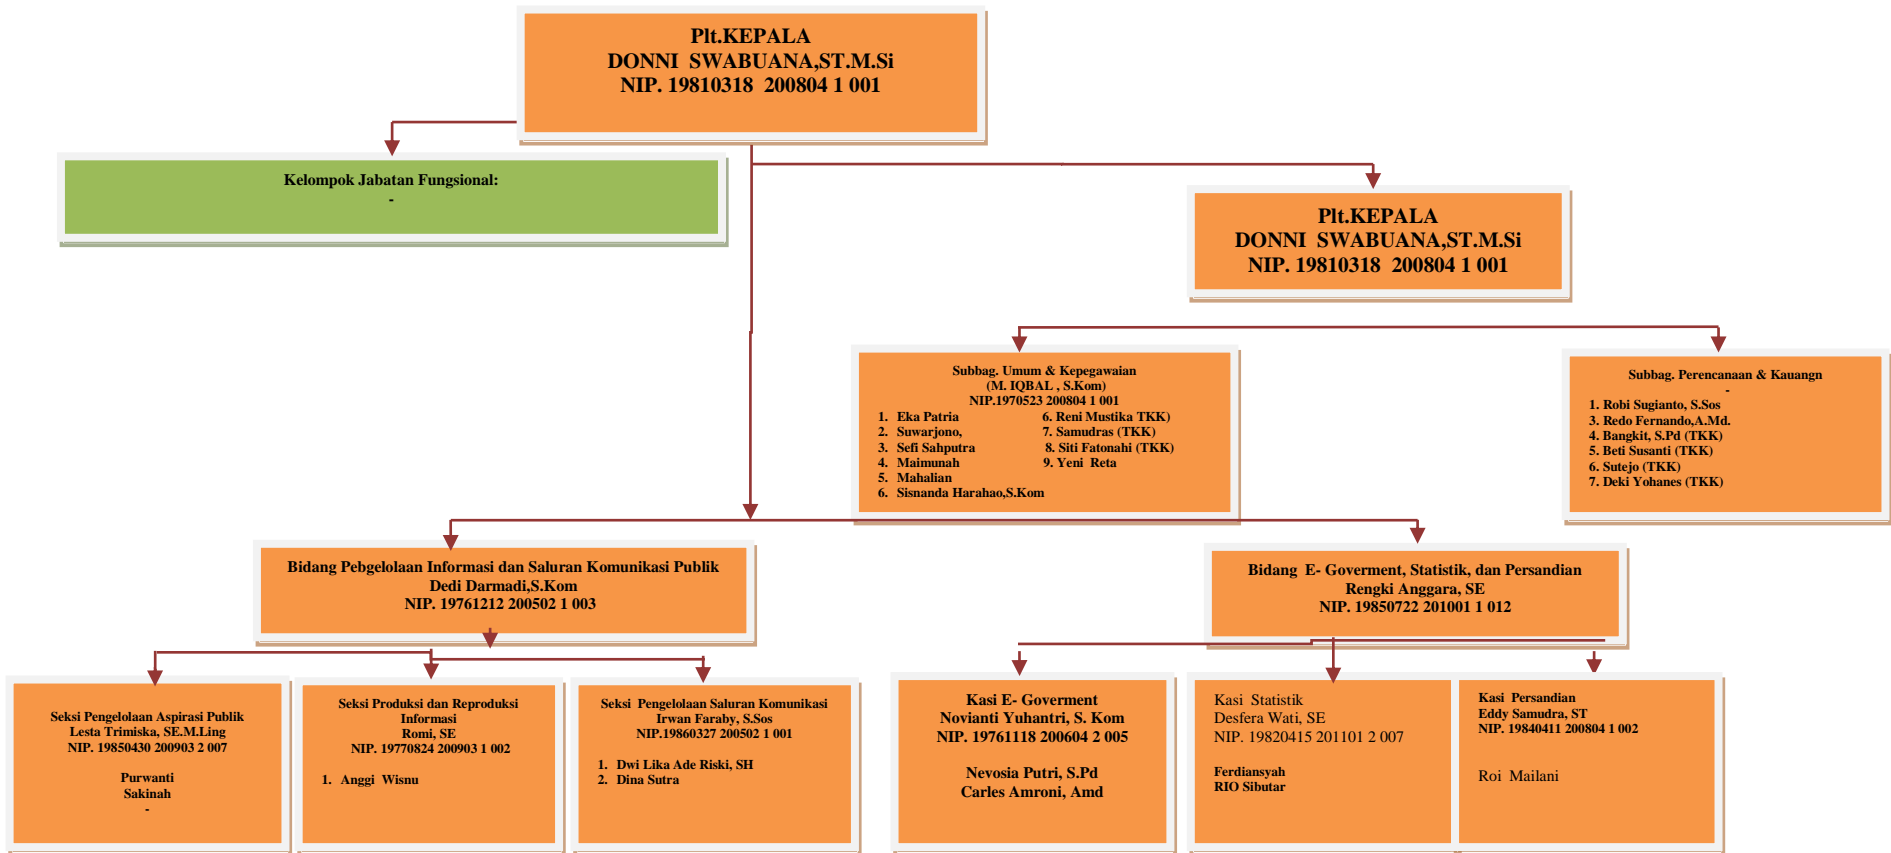 Plt.KEPALA
DONNI SWABUANA,ST.M.Si
NIP. 19810318 200804 1 001
Kelompok Jabatan Fungsional:
-
Plt.KEPALA
DONNI SWABUANA,ST.M.Si
NIP. 19810318 200804 1 001
Subbag. Umum & Kepegawaian
(M. IQBAL , S.Kom)
NIP.1970523 200804 1 001
1. Eka Patria 6. Reni Mustika TKK)
2. Suwarjono, 7. Samudras (TKK)
3. Sefi Sahputra 8. Siti Fatonahi (TKK)
4. Maimunah 9. Yeni Reta
5. Mahalian
6. Sisnanda Harahao,S.Kom
Subbag. Perencanaan & Kauangn
-
1. Robi Sugianto, S.Sos
3. Redo Fernando,A.Md.
4. Bangkit, S.Pd (TKK)
5. Beti Susanti (TKK)
6. Sutejo (TKK)
7. Deki Yohanes (TKK)
Bidang Pebgelolaan Informasi dan Saluran Komunikasi Publik
Dedi Darmadi,S.Kom
NIP. 19761212 200502 1 003
Bidang E- Goverment, Statistik, dan Persandian
Rengki Anggara, SE
NIP. 19850722 201001 1 012
Seksi Pengelolaan Aspirasi Publik
Lesta Trimiska, SE.M.Ling
NIP. 19850430 200903 2 007
Purwanti
Sakinah
-
Seksi Produksi dan Reproduksi
Informasi
Romi, SE
NIP. 19770824 200903 1 002
1. Anggi Wisnu
Seksi Pengelolaan Saluran Komunikasi
Irwan Faraby, S.Sos
NIP.19860327 200502 1 001
1. Dwi Lika Ade Riski, SH
2. Dina Sutra
Kasi E- Goverment
Novianti Yuhantri, S. Kom
NIP. 19761118 200604 2 005
Nevosia Putri, S.Pd
Carles Amroni, Amd
Kasi Statistik
Desfera Wati, SE
NIP. 19820415 201101 2 007
Ferdiansyah
RIO Sibutar
Kasi Persandian
Eddy Samudra, ST
NIP. 19840411 200804 1 002
Roi Mailani